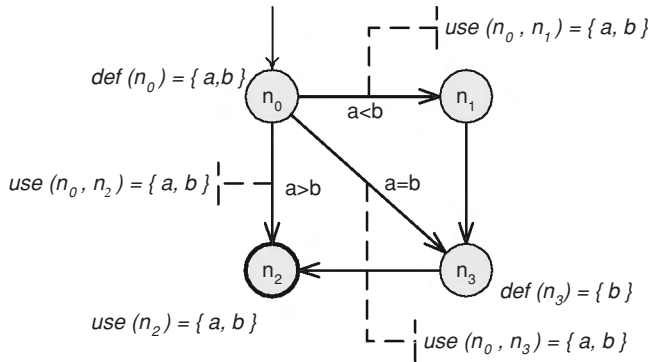 use (n0 , n1) = { a, b }
def (n0) = { a,b }
n0
n1
a<b
use (n0 , n2) = { a, b }
a>b
a=b
n2
n3
def (n3) = { b }
use (n2) = { a, b }
use (n0 , n3) = { a, b }